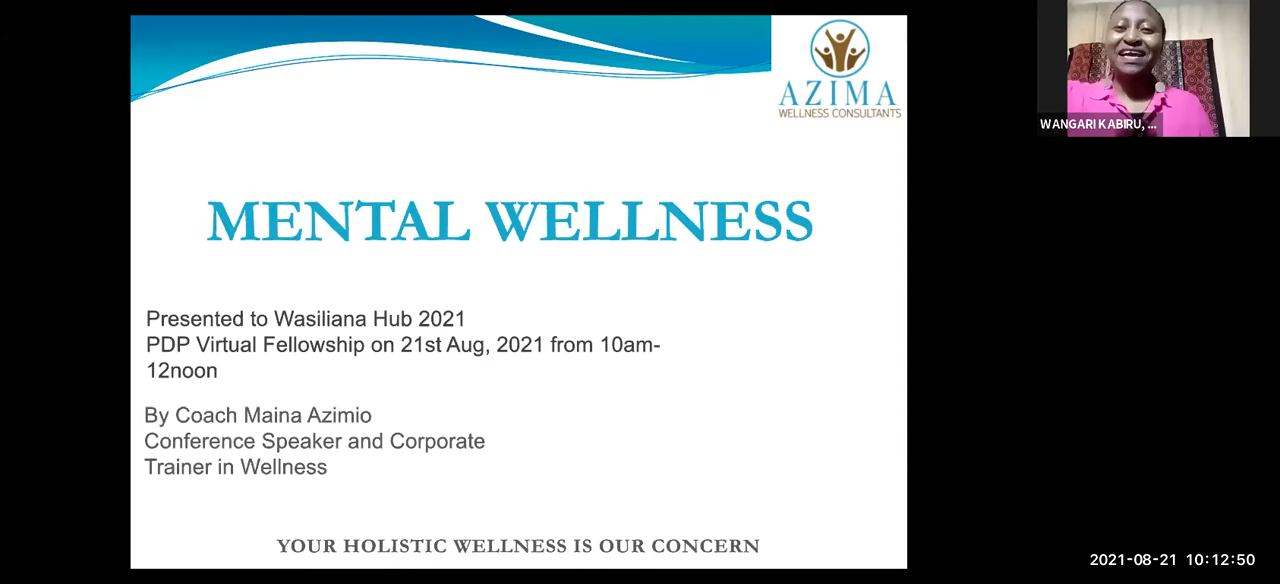 AZIMA
WELLNESS CONSULTANTS
WANGARI KABIRU, ...
MENTAL WELLNESS
Presented to Wasiliana Hub 2021
PDP Virtual Fellowship on 21st Aug, 2021 from 10am-
12noon
By Coach Maina Azimio
Conference Speaker and Corporate
Trainer in Wellness
YOUR HOLISTIC WELLNESS IS OUR CONCERN
2021-08-21 10:12:50